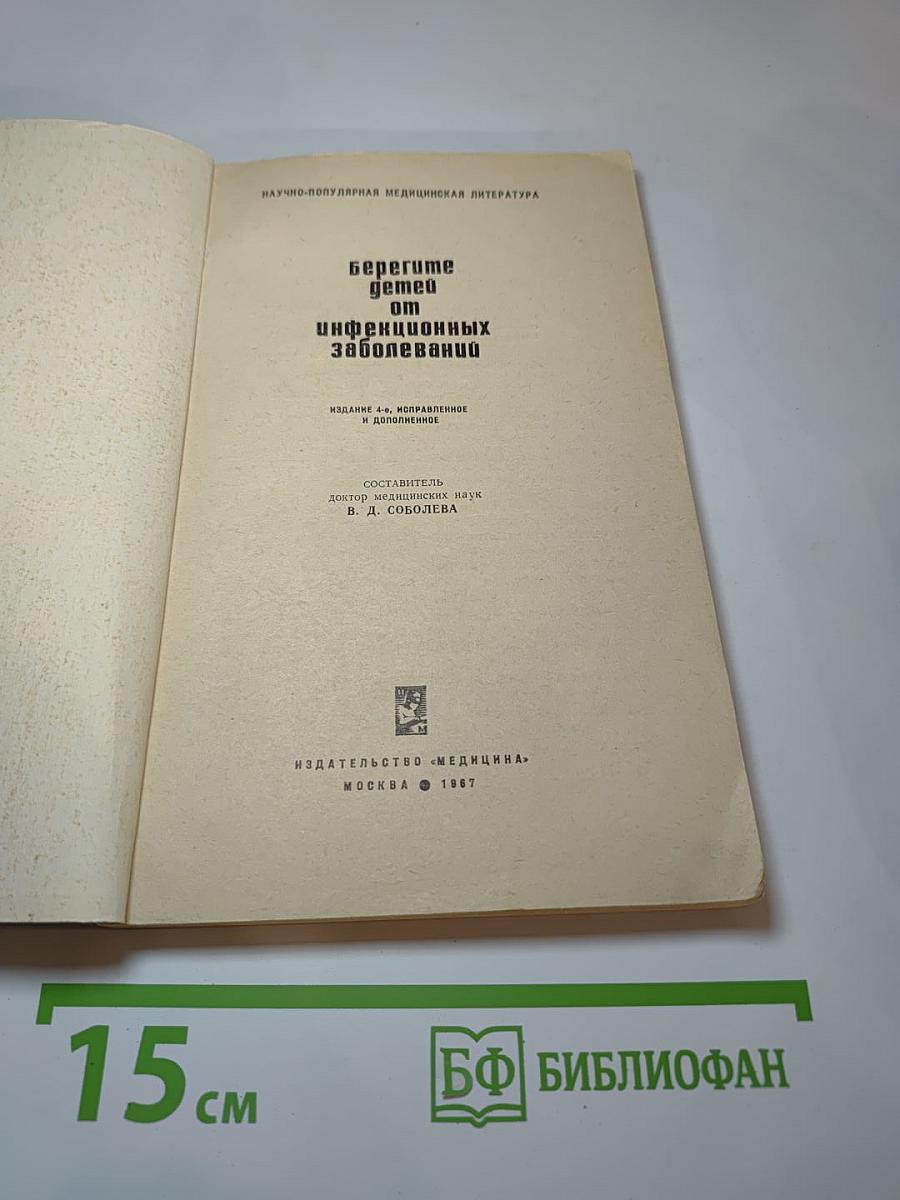 НАУЧНО-ПОПУЛЯРНАЯ МЕДИЦИНСКАЯ ЛИТЕРАТУРА
Берегите
детей
от
инфекционных
заболеваний
ИЗДАНИЕ 4-е, ИСПРАВЛЕННОЕ
И ДОПОЛНЕННОЕ
СОСТАВИТЕЛЬ
доктор медицинских наук
В. Д. СОБОЛЕВА
М
ИЗДАТЕЛЬСТВО «МЕДИЦИНА»
МОСКВА 1967
15 см
БФ БИБЛИОФАН